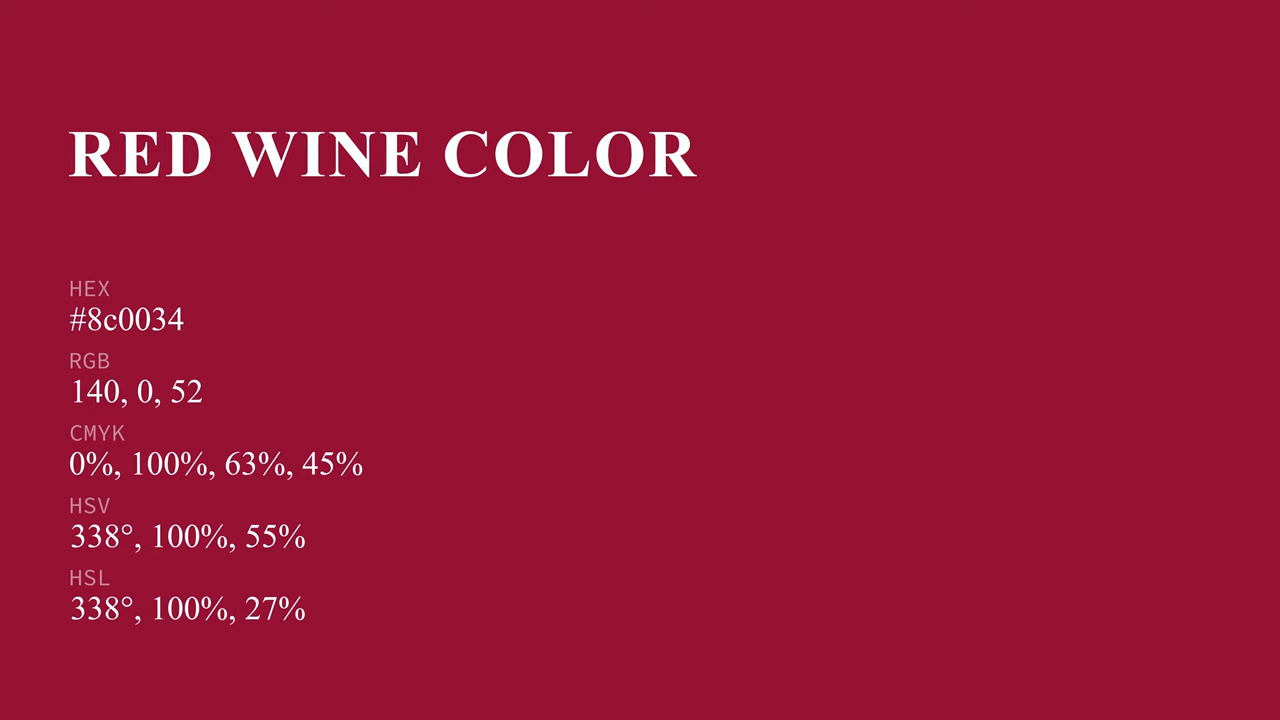 RED WINE COLOR
HEX
#8c0034
RGB
140, 0, 52
CMYK
0%, 100%, 63%, 45%
HSV
338°, 100%, 55%
HSL
338°, 100%, 27%